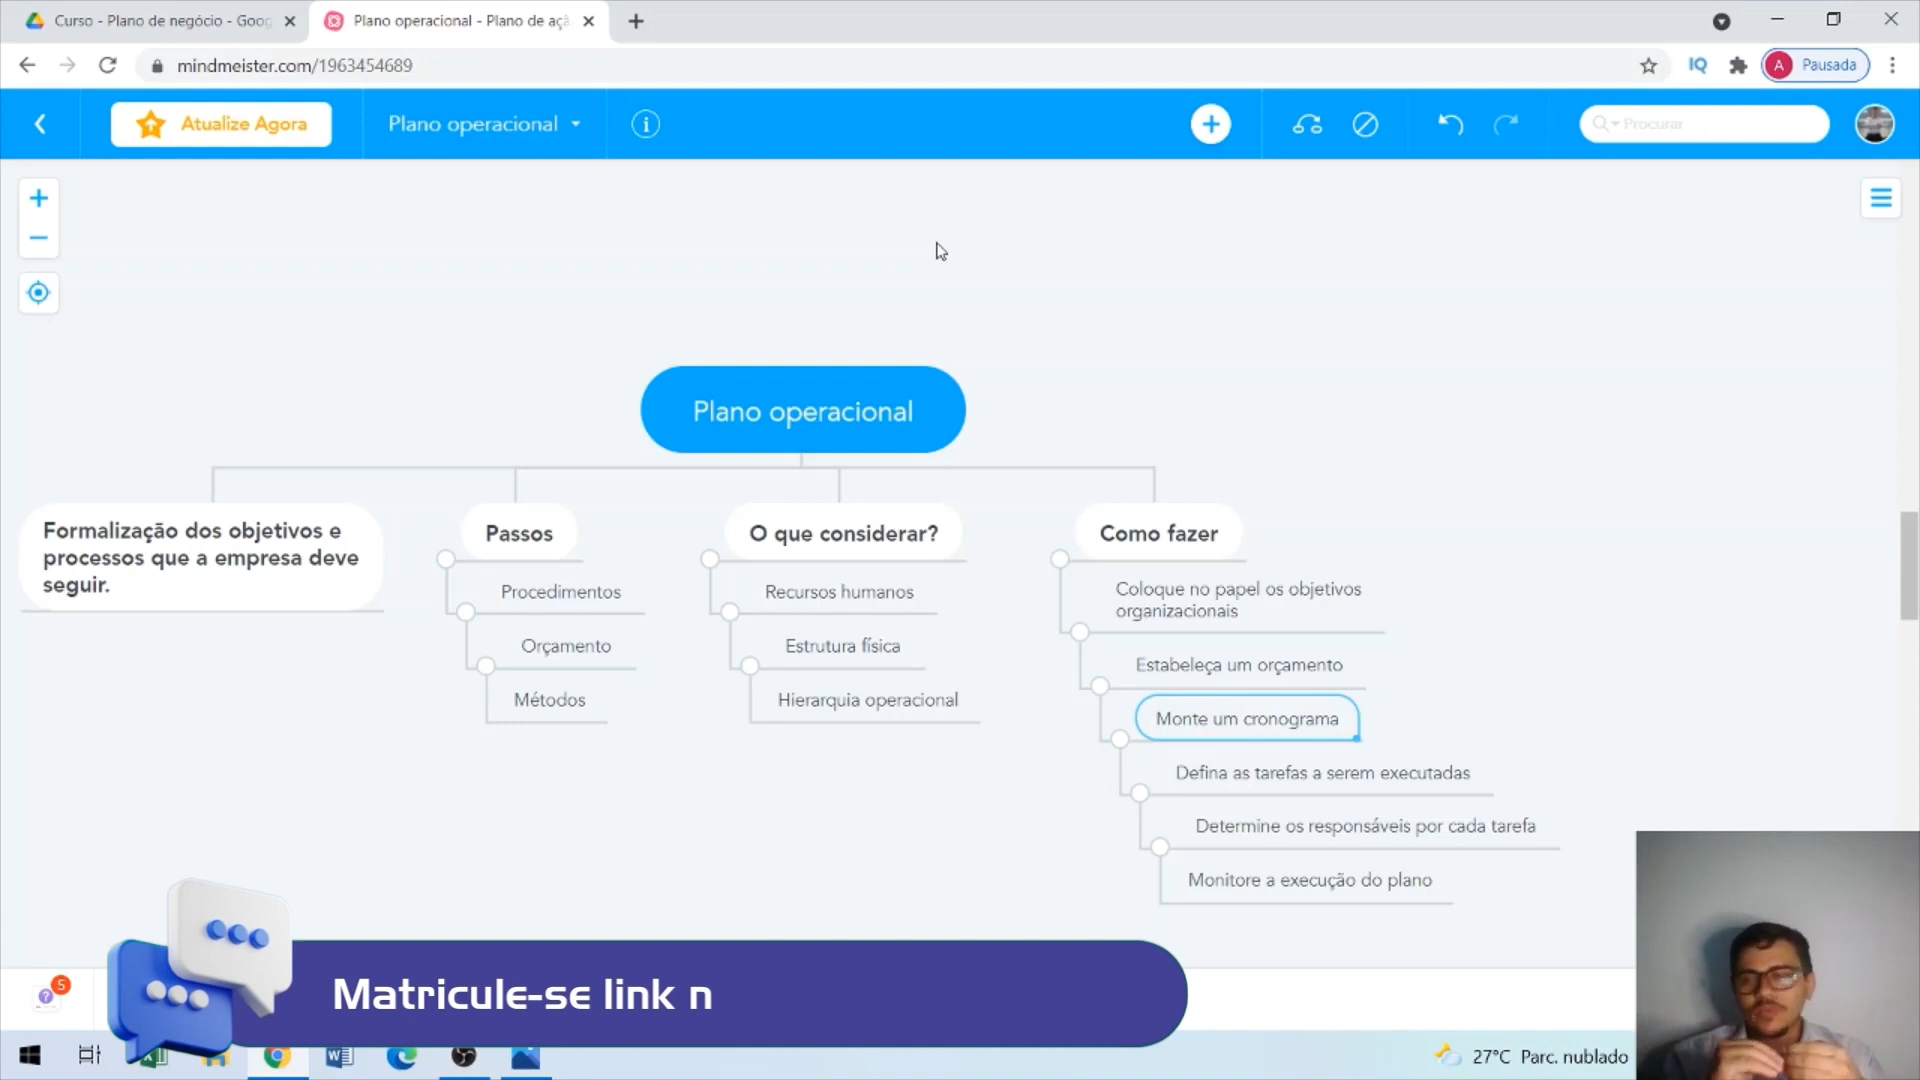 Curso - Plano de negócio - Goog
Plano operacional - Plano de açã
mindmeister.com/1963454689
IQ
A
Pausada
Atualize Agora
Plano operacional
Procurar
Plano operacional
Formalização dos objetivos e
processos que a empresa deve
seguir.
Passos
Procedimentos
Orçamento
Métodos
O que considerar?
Recursos humanos
Estrutura física
Hierarquia operacional
Como fazer
Coloque no papel os objetivos
organizacionais
Estabeleça um orçamento
Monte um cronograma
Defina as tarefas a serem executadas
Determine os responsáveis por cada tarefa
Monitore a execução do plano
5
Matricule-se link n
27°C Parc. nublado